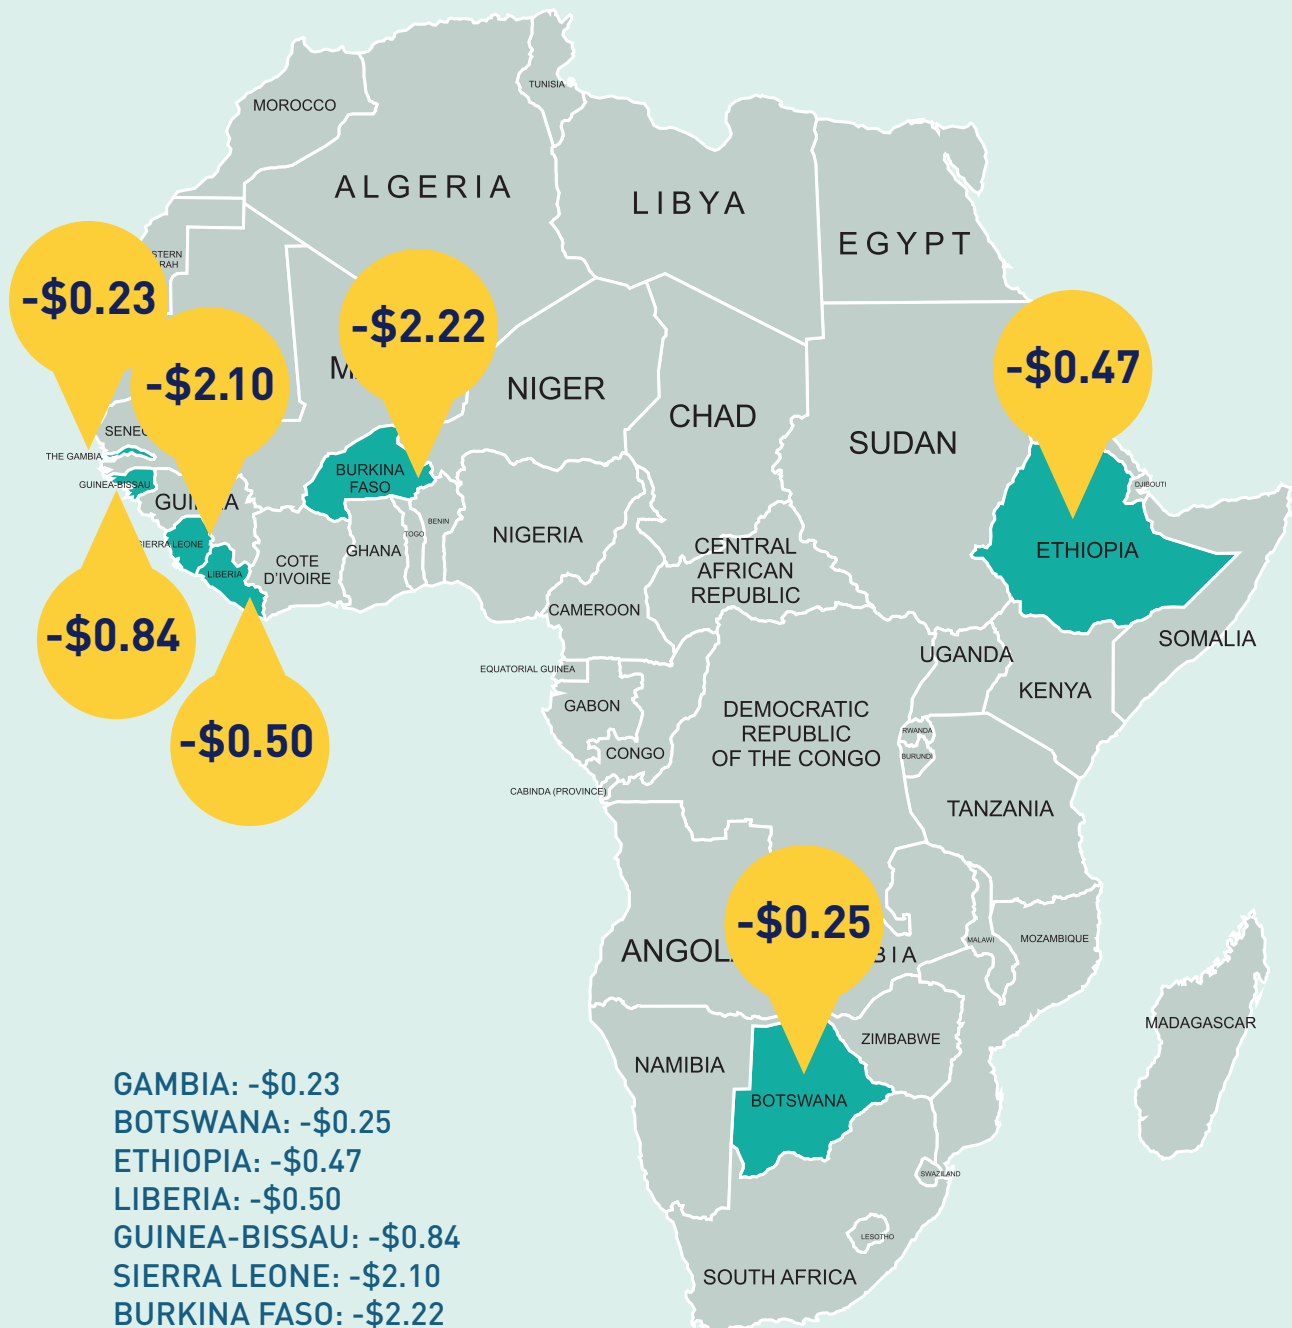 TUNISIA
MOROCCO
ALGERIA
LIBYA
EGYPT
-$0.23
-$2.10
-$2.22
-$0.47
NIGER
CHAD
SUDAN
THE GAMBIA
GUINEA-BISSAU
BURKINA
FASO
DJIBOUTI
SIERRA LEONE
LIBERIA
COTE
D'IVOIRE
GHANA
TOGO
BENIN
NIGERIA
CENTRAL
AFRICAN
REPUBLIC
ETHIOPIA
CAMEROON
SOMALIA
-$0.84
-$0.50
EQUATORIAL GUINEA
UGANDA
KENYA
GABON
CONGO
DEMOCRATIC
REPUBLIC
OF THE CONGO
RWANDA
BURUNDI
CABINDA (PROVINCE)
TANZANIA
-$0.25
MALAWI
MOZAMBIQUE
MADAGASCAR
ZIMBABWE
NAMIBIA
BOTSWANA
SWAZILAND
LESOTHO
SOUTH AFRICA
GAMBIA: -$0.23
BOTSWANA: -$0.25
ETHIOPIA: -$0.47
LIBERIA: -$0.50
GUINEA-BISSAU: -$0.84
SIERRA LEONE: -$2.10
BURKINA FASO: -$2.22